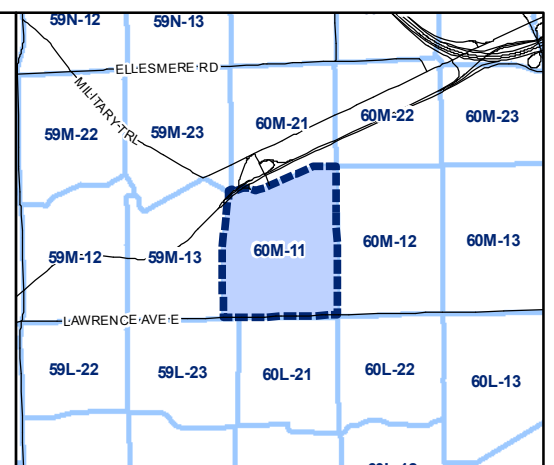 59N-12
59N-13
ELLESMERE RD
MILITARY TRL
59M-22
59M-23
60M-21
60M-22
60M-23
59M-12
59M-13
60M-11
60M-12
60M-13
LAWRENCE AVE E
59L-22
59L-23
60L-21
60L-22
60L-13